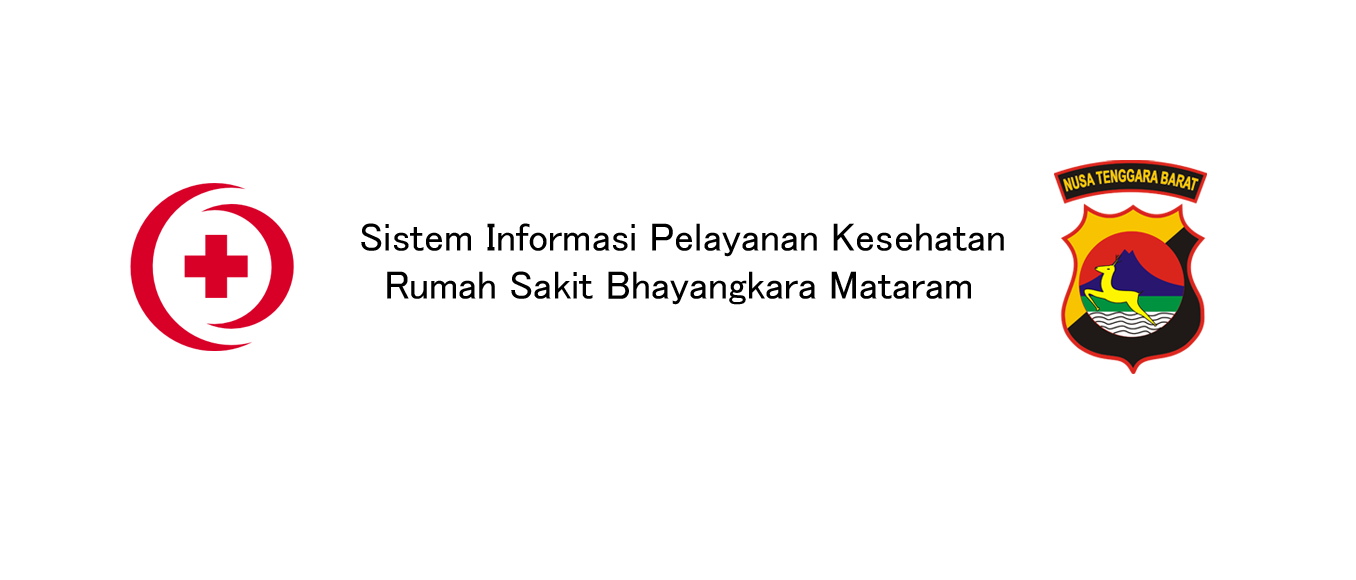 NUSA TENGGARA BARAT
Sistem Informasi Pelayanan Kesehatan
Rumah Sakit Bhayangkara Mataram